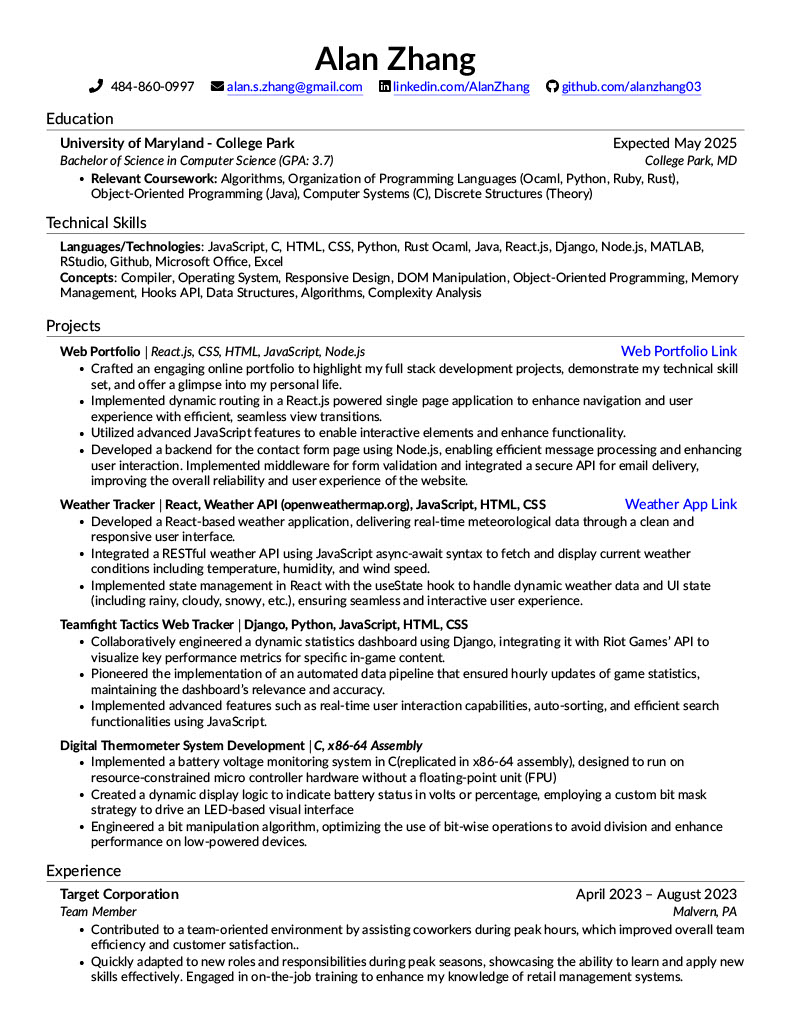 Alan Zhang
484-860-0997 alan.s.zhang@gmail.com linkedin.com/AlanZhang github.com/alanzhang03
Education
University of Maryland - College Park Expected May 2025
Bachelor of Science in Computer Science (GPA: 3.7) College Park, MD
• Relevant Coursework: Algorithms, Organization of Programming Languages (Ocaml, Python, Ruby, Rust),
Object-Oriented Programming (Java), Computer Systems (C), Discrete Structures (Theory)
Technical Skills
Languages/Technologies: JavaScript, C, HTML, CSS, Python, Rust Ocaml, Java, React.js, Django, Node.js, MATLAB,
RStudio, Github, Microsoft Office, Excel
Concepts: Compiler, Operating System, Responsive Design, DOM Manipulation, Object-Oriented Programming, Memory
Management, Hooks API, Data Structures, Algorithms, Complexity Analysis
Projects
Web Portfolio | React.js, CSS, HTML, JavaScript, Node.js Web Portfolio Link
• Crafted an engaging online portfolio to highlight my full stack development projects, demonstrate my technical skill
set, and offer a glimpse into my personal life.
• Implemented dynamic routing in a React.js powered single page application to enhance navigation and user
experience with efficient, seamless view transitions.
• Utilized advanced JavaScript features to enable interactive elements and enhance functionality.
• Developed a backend for the contact form page using Node.js, enabling efficient message processing and enhancing
user interaction. Implemented middleware for form validation and integrated a secure API for email delivery,
improving the overall reliability and user experience of the website.
Weather Tracker | React, Weather API (openweathermap.org), JavaScript, HTML, CSS Weather App Link
• Developed a React-based weather application, delivering real-time meteorological data through a clean and
responsive user interface.
• Integrated a RESTful weather API using JavaScript async-await syntax to fetch and display current weather
conditions including temperature, humidity, and wind speed.
• Implemented state management in React with the useState hook to handle dynamic weather data and UI state
(including rainy, cloudy, snowy, etc.), ensuring seamless and interactive user experience.
Teamfight Tactics Web Tracker | Django, Python, JavaScript, HTML, CSS
• Collaboratively engineered a dynamic statistics dashboard using Django, integrating it with Riot Games' API to
visualize key performance metrics for specific in-game content.
• Pioneered the implementation of an automated data pipeline that ensured hourly updates of game statistics,
maintaining the dashboard's relevance and accuracy.
• Implemented advanced features such as real-time user interaction capabilities, auto-sorting, and efficient search
functionalities using JavaScript.
Digital Thermometer System Development | C, x86-64 Assembly
• Implemented a battery voltage monitoring system in C(replicated in x86-64 assembly), designed to run on
resource-constrained micro controller hardware without a floating-point unit (FPU)
• Created a dynamic display logic to indicate battery status in volts or percentage, employing a custom bit mask
strategy to drive an LED-based visual interface
• Engineered a bit manipulation algorithm, optimizing the use of bit-wise operations to avoid division and enhance
performance on low-powered devices.
Experience
Target Corporation April 2023 – August 2023
Team Member Malvern, PA
• Contributed to a team-oriented environment by assisting coworkers during peak hours, which improved overall team
efficiency and customer satisfaction..
• Quickly adapted to new roles and responsibilities during peak seasons, showcasing the ability to learn and apply new
skills effectively. Engaged in on-the-job training to enhance my knowledge of retail management systems.